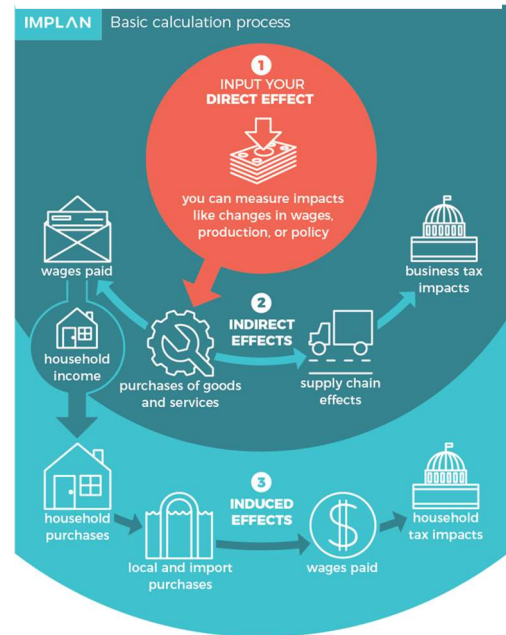 IMPLAN Basic calculation process
1
INPUT YOUR
DIRECT EFFECT
you can measure impacts
like changes in wages,
production, or policy
wages paid
business tax
impacts
2
INDIRECT
EFFECTS
household
income
purchases of goods
and services
supply chain
effects
3
INDUCED
EFFECTS
household
purchases
local and import
purchases
wages paid
household
tax impacts